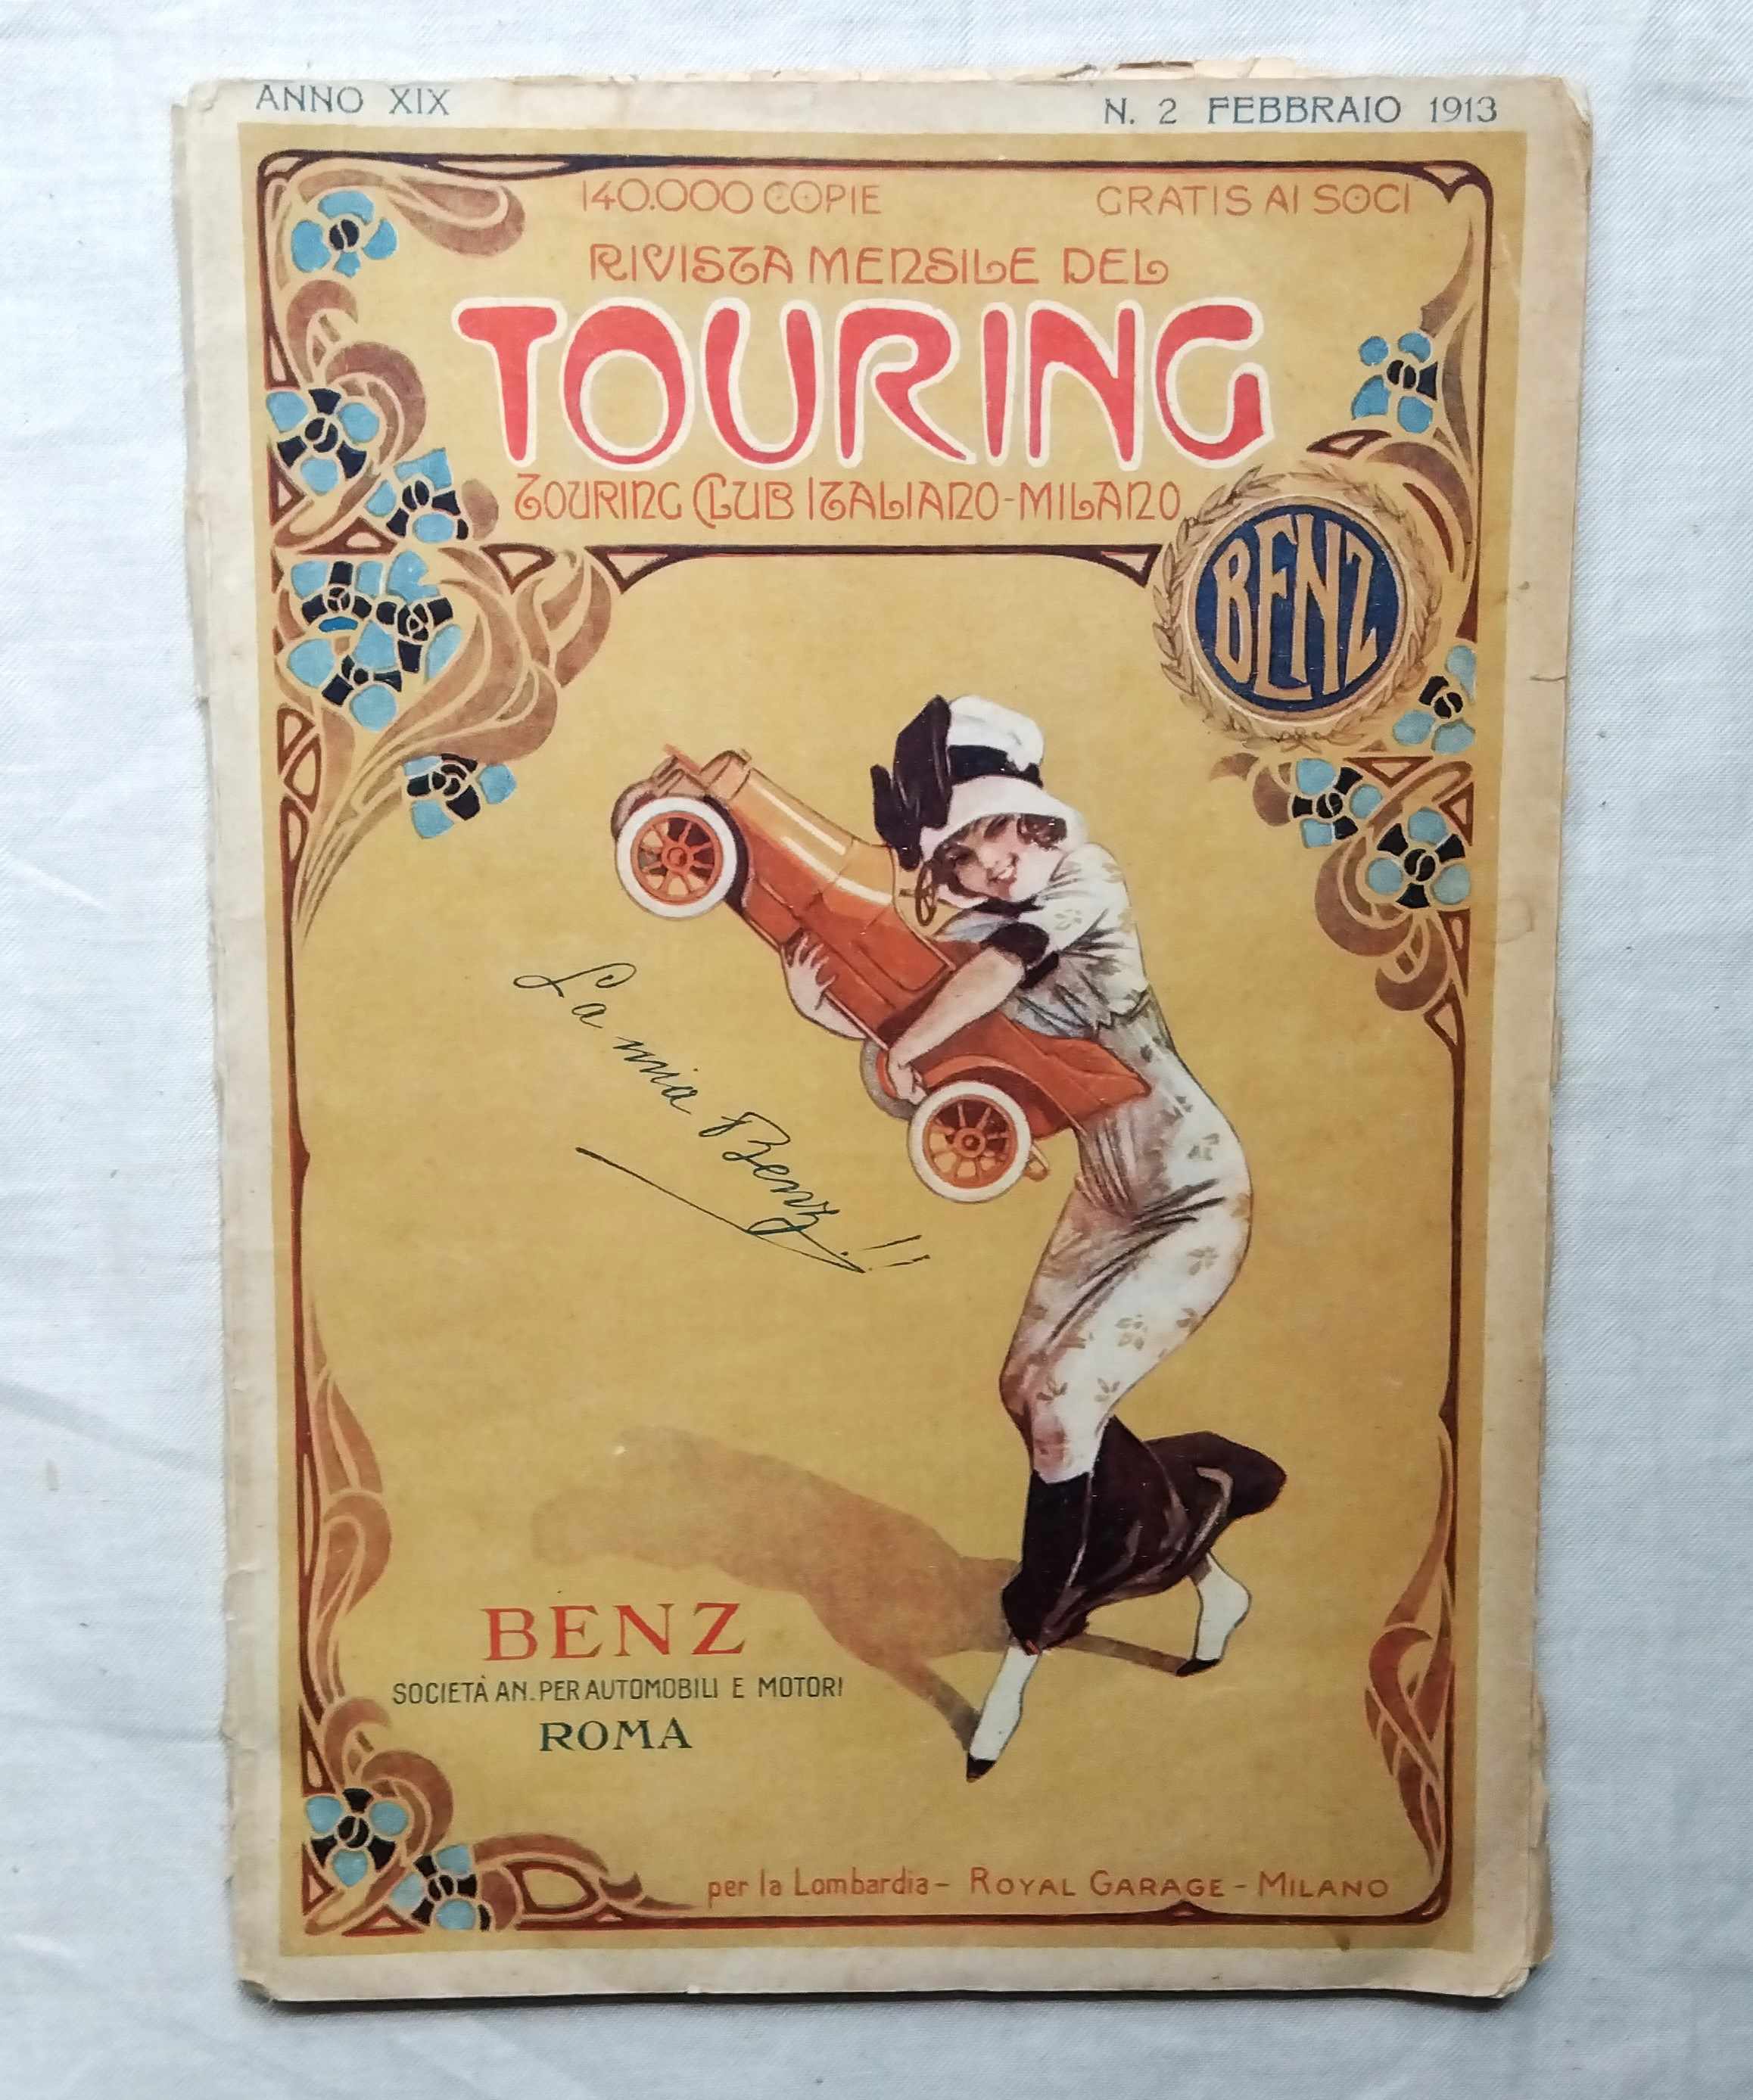 ANNO XIX
N. 2 FEBBRAIO 1913
140.000 COPIE
GRATIS AI SOCI
RIVISTA MENSILE DEL
TOURING
TOURING CLUB ITALIANO-MILANO
BENZ
La mia Benz!!
BENZ
SOCIETÀ AN. PER AUTOMOBILI E MOTORI
ROMA
per la Lombardia - ROYAL GARAGE - MILANO